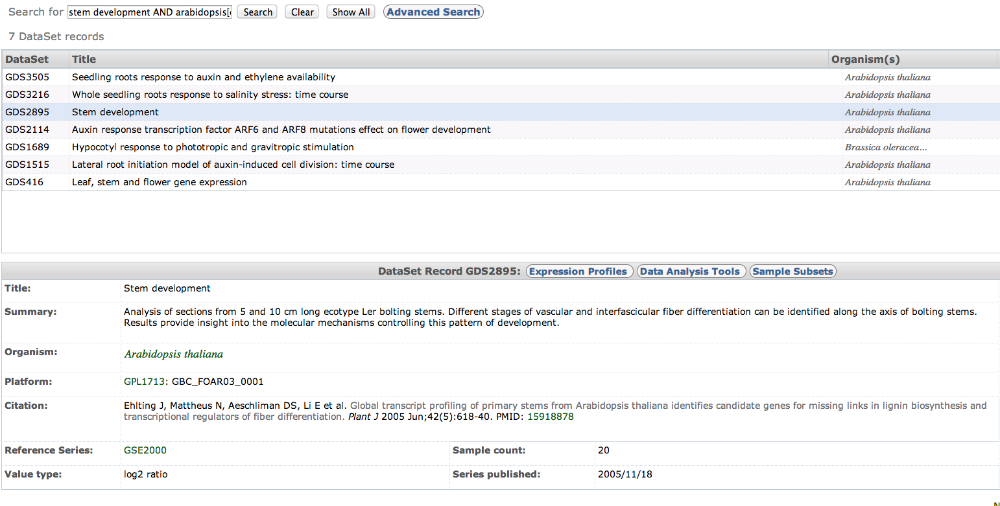 Search for stem development AND arabidopsis[ Search Clear Show All Advanced Search
7 DataSet records
DataSet Title Organism(s)
GDS3505 Seedling roots response to auxin and ethylene availability Arabidopsis thaliana
GDS3216 Whole seedling roots response to salinity stress: time course Arabidopsis thaliana
GDS2895 Stem development Arabidopsis thaliana
GDS2114 Auxin response transcription factor ARF6 and ARF8 mutations effect on flower development Arabidopsis thaliana
GDS1689 Hypocotyl response to phototropic and gravitropic stimulation Brassica oleracea...
GDS1515 Lateral root initiation model of auxin-induced cell division: time course Arabidopsis thaliana
GDS416 Leaf, stem and flower gene expression Arabidopsis thaliana
DataSet Record GDS2895: Expression Profiles Data Analysis Tools Sample Subsets
Title: Stem development
Summary: Analysis of sections from 5 and 10 cm long ecotype Ler bolting stems. Different stages of vascular and interfascicular fiber differentiation can be identified along the axis of bolting stems.
Results provide insight into the molecular mechanisms controlling this pattern of development.
Organism: Arabidopsis thaliana
Platform: GPL1713: GBC_FOAR03_0001
Citation: Ehlting J, Mattheus N, Aeschliman DS, Li E et al. Global transcript profiling of primary stems from Arabidopsis thaliana identifies candidate genes for missing links in lignin biosynthesis and
transcriptional regulators of fiber differentiation. Plant J 2005 Jun;42(5):618-40. PMID: 15918878
Reference Series: GSE2000 Sample count: 20
Value type: log2 ratio Series published: 2005/11/18